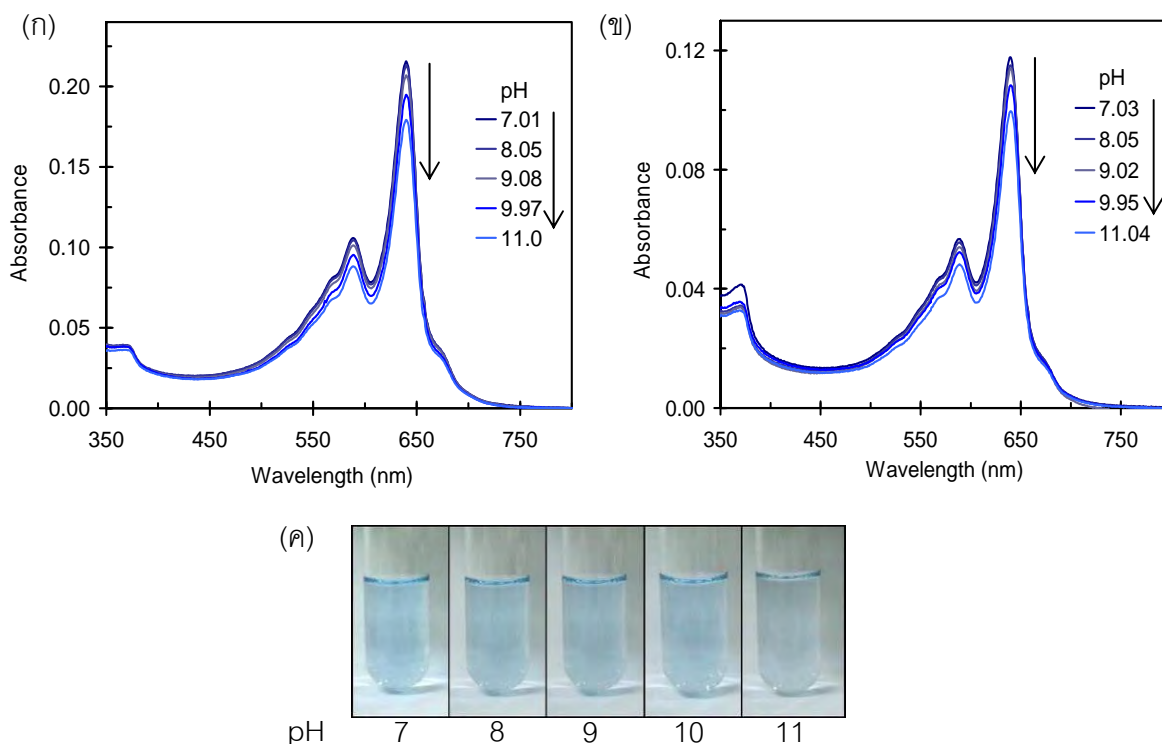 (ก)
Absorbance
0.20
0.15
0.10
0.05
0.00
350
450
550
650
750
Wavelength (nm)
pH
7.01
8.05
9.08
9.97
11.0
(ข)
Absorbance
0.12
0.08
0.04
0.00
350
450
550
650
750
Wavelength (nm)
pH
7.03
8.05
9.02
9.95
11.04
(ค)
pH 7 8 9 10 11